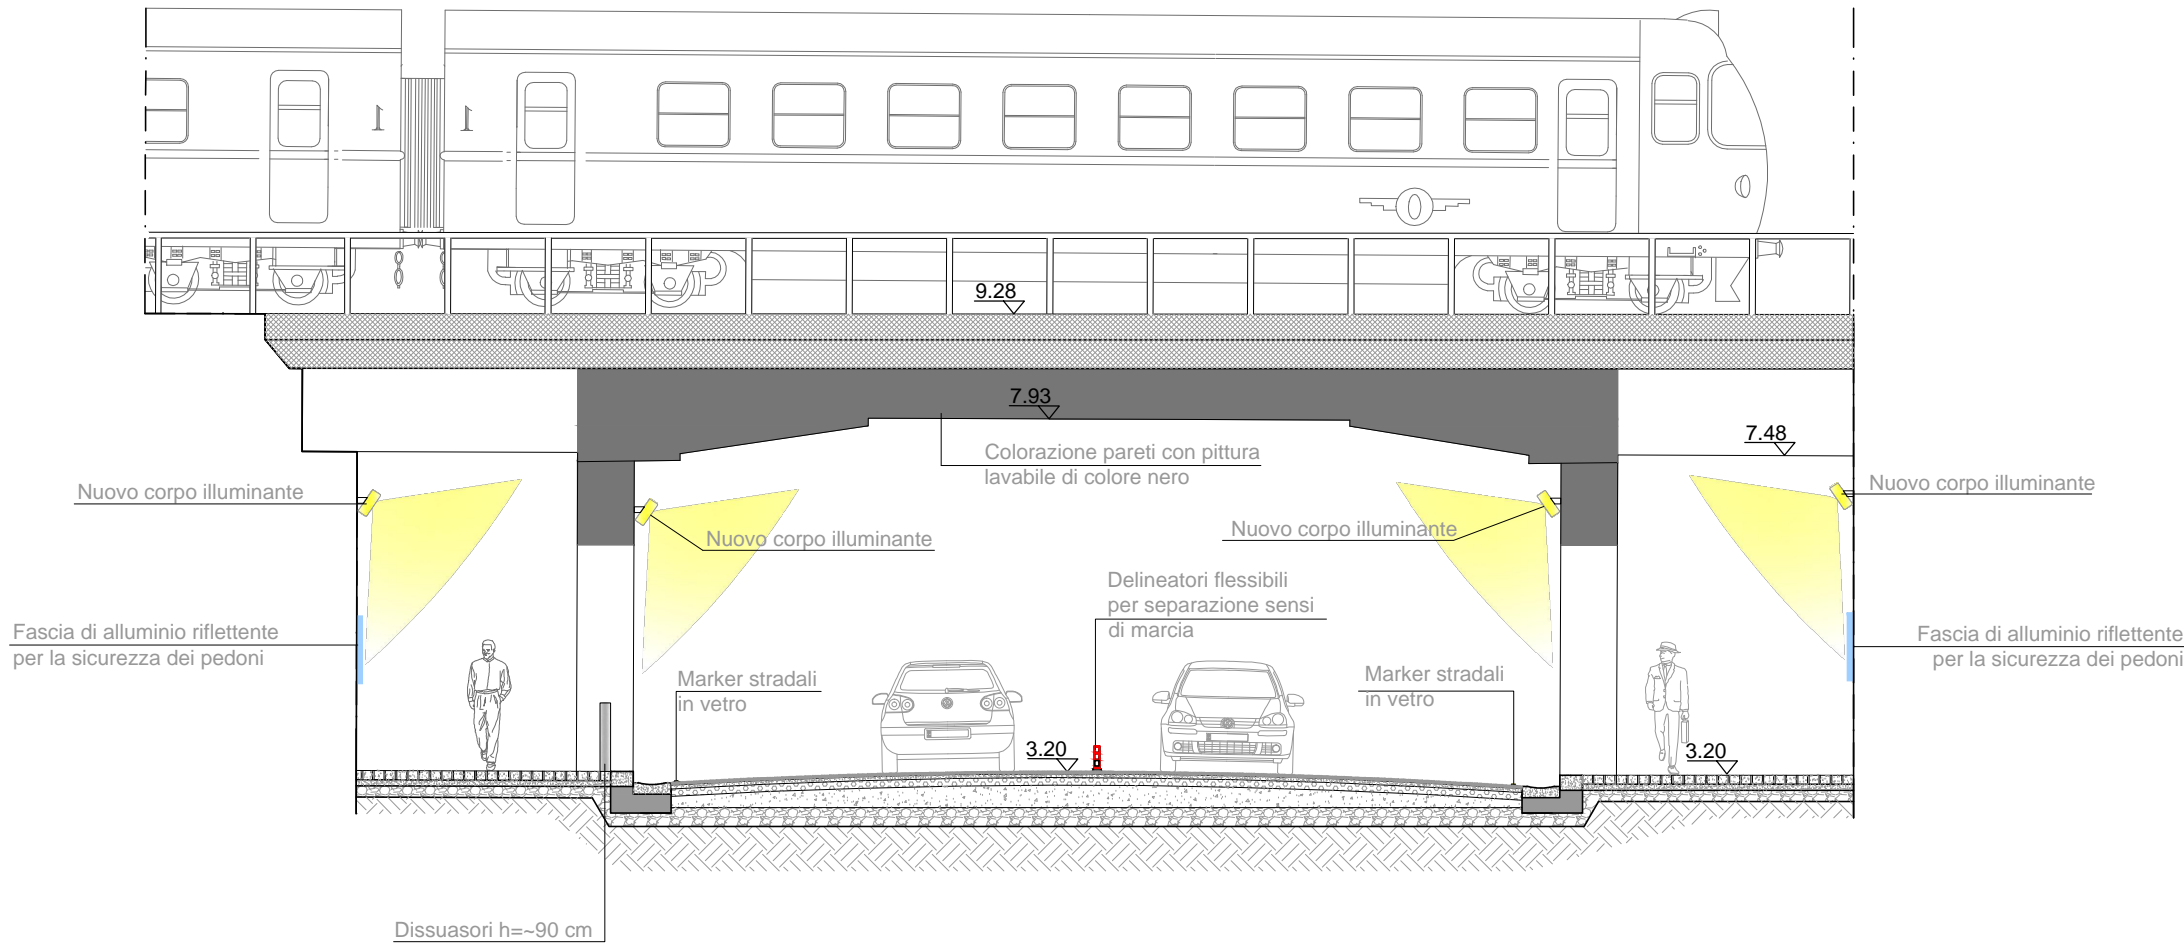 1
1
9.28
7.93
Colorazione pareti con pittura
lavabile di colore nero
7.48
Nuovo corpo illuminante
Nuovo corpo illuminante
Nuovo corpo illuminante
Nuovo corpo illuminante
Delineatori flessibili
per separazione sensi
di marcia
Fascia di alluminio riflettente
per la sicurezza dei pedoni
Fascia di alluminio riflettente
per la sicurezza dei pedoni
Marker stradali
in vetro
Marker stradali
in vetro
3.20
3.20
Dissuasori h=~90 cm